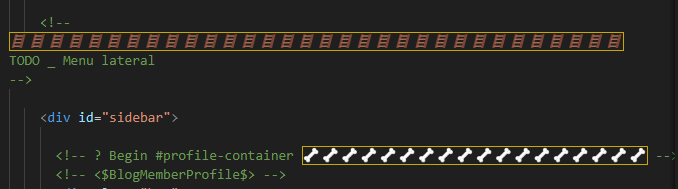 <!--
🪜🪜🪜🪜🪜🪜🪜🪜🪜🪜🪜🪜🪜🪜🪜🪜🪜🪜🪜🪜🪜🪜🪜🪜🪜🪜🪜🪜🪜🪜🪜🪜
TODO _ Menu lateral
-->
<div id="sidebar">
<!-- ? Begin #profile-container 🦴🦴🦴🦴🦴🦴🦴🦴🦴🦴🦴🦴🦴🦴🦴🦴🦴🦴 -->
<!-- <$BlogMemberProfile$> -->